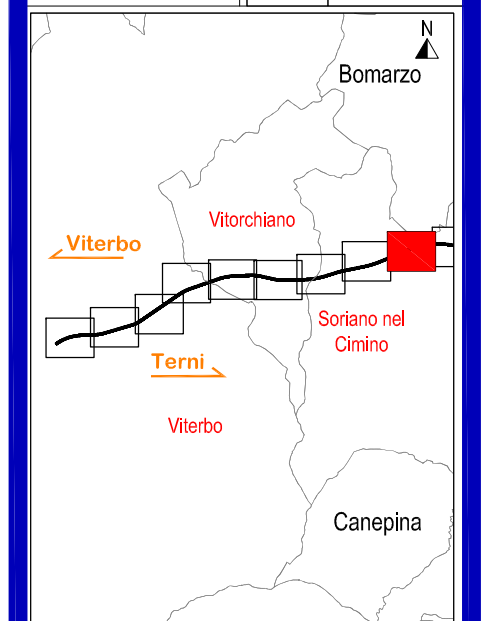 N
Bomarzo
Vitorchiano
Viterbo
Soriano nel
Cimino
Terni
Viterbo
Canepina